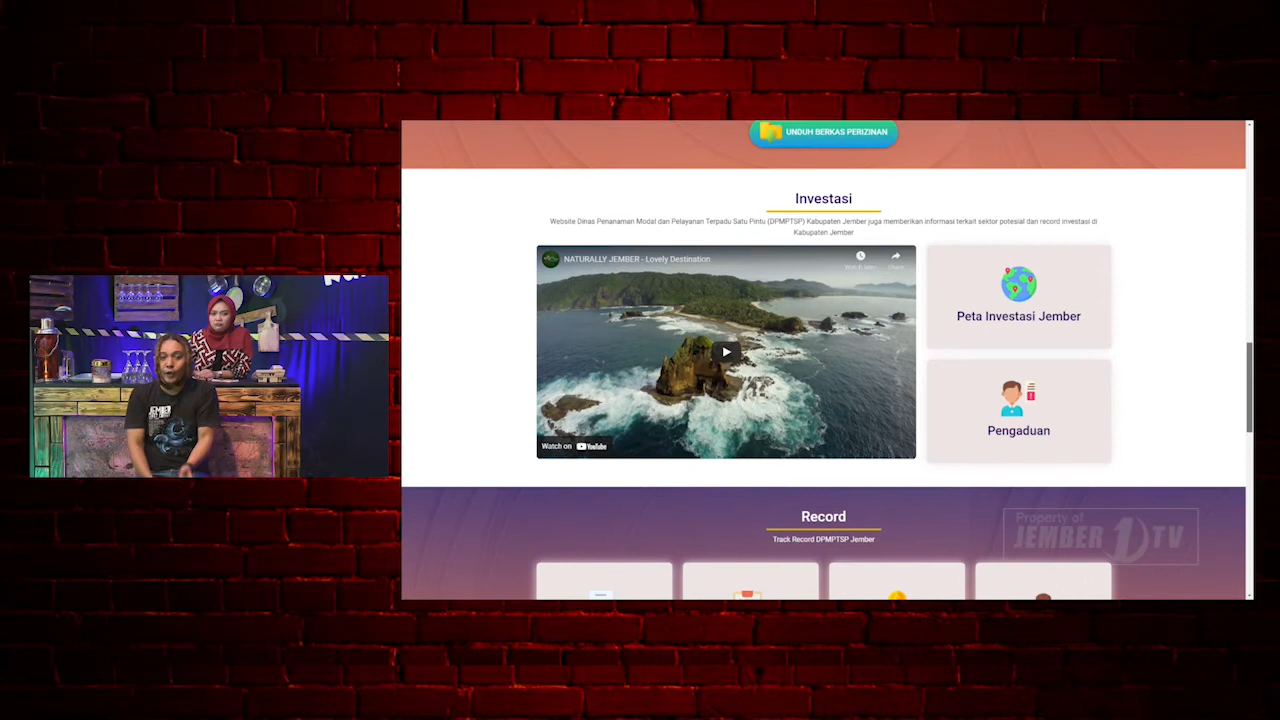 UNDUH BERKAS PERIZINAN
Investasi
Website Dinas Penanaman Modal dan Pelayanan Terpadu Satu Pintu (DPMPTSP) Kabupaten Jember juga memberikan informasi terkait sektor potesial dan record investasi di
Kabupaten Jember
NATURALLY JEMBER - Lovely Destination
Watch on YouTube
Peta Investasi Jember
Pengaduan
Record
Track Record DPMPTSP Jember
Property of
JEMBER 1 TV
JEMBER